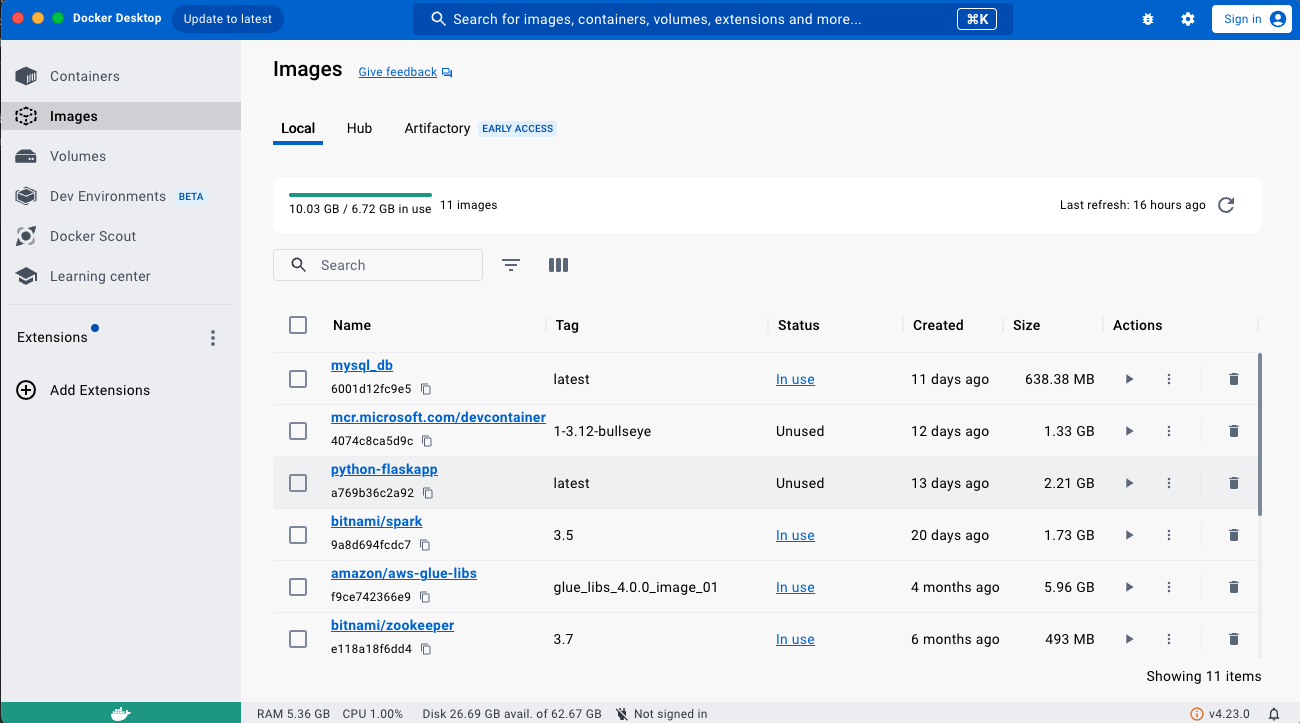 Docker Desktop Update to latest Search for images, containers, volumes, extensions and more... ⌘K Sign in
Containers
Images
Volumes
Dev Environments BETA
Docker Scout
Learning center
Extensions
Add Extensions
Images Give feedback
Local Hub Artifactory EARLY ACCESS
10.03 GB / 6.72 GB in use 11 images Last refresh: 16 hours ago
Search
Name Tag Status Created Size Actions
mysql_db
6001d12fc9e5 latest In use 11 days ago 638.38 MB
mcr.microsoft.com/devcontainer
4074c8ca5d9c 1-3.12-bullseye Unused 12 days ago 1.33 GB
python-flaskapp
a769b36c2a92 latest Unused 13 days ago 2.21 GB
bitnami/spark
9a8d694fcdc7 3.5 In use 20 days ago 1.73 GB
amazon/aws-glue-libs
f9ce742366e9 glue_libs_4.0.0_image_01 In use 4 months ago 5.96 GB
bitnami/zookeeper
e118a18f6dd4 3.7 In use 6 months ago 493 MB
Showing 11 items
RAM 5.36 GB CPU 1.00% Disk 26.69 GB avail. of 62.67 GB Not signed in v4.23.0